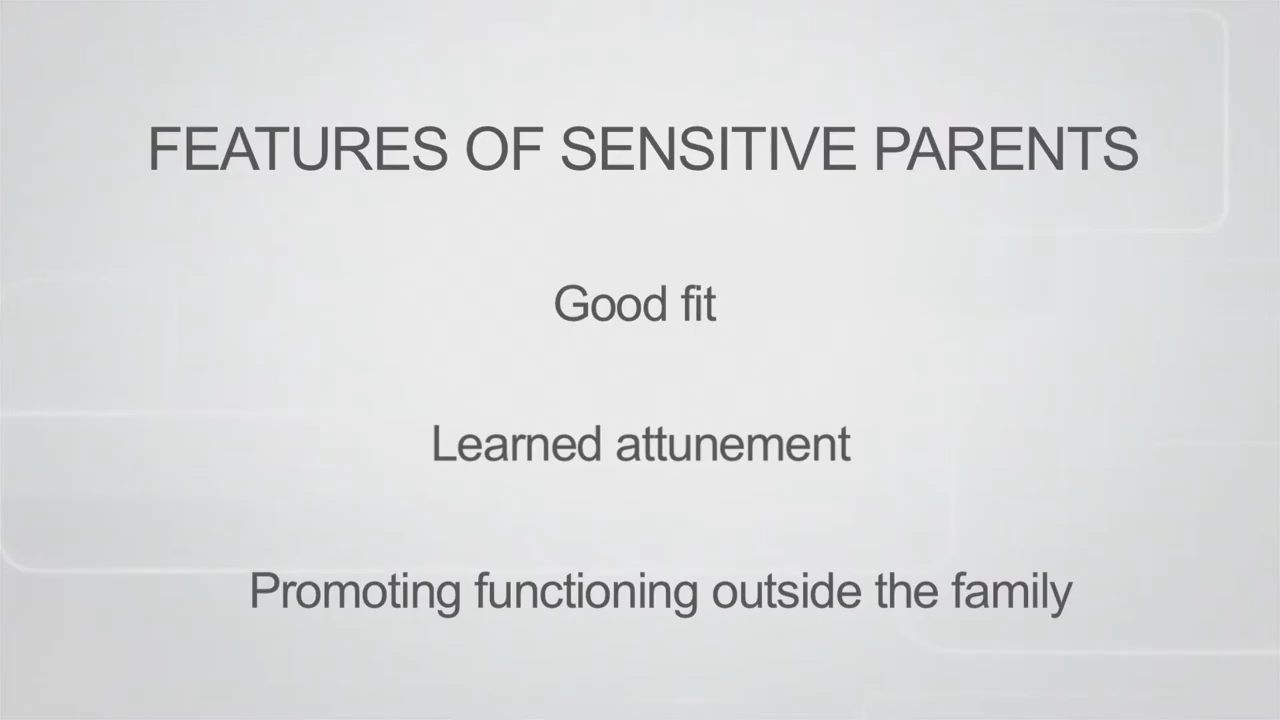 FEATURES OF SENSITIVE PARENTS
Good fit
Learned attunement
Promoting functioning outside the family